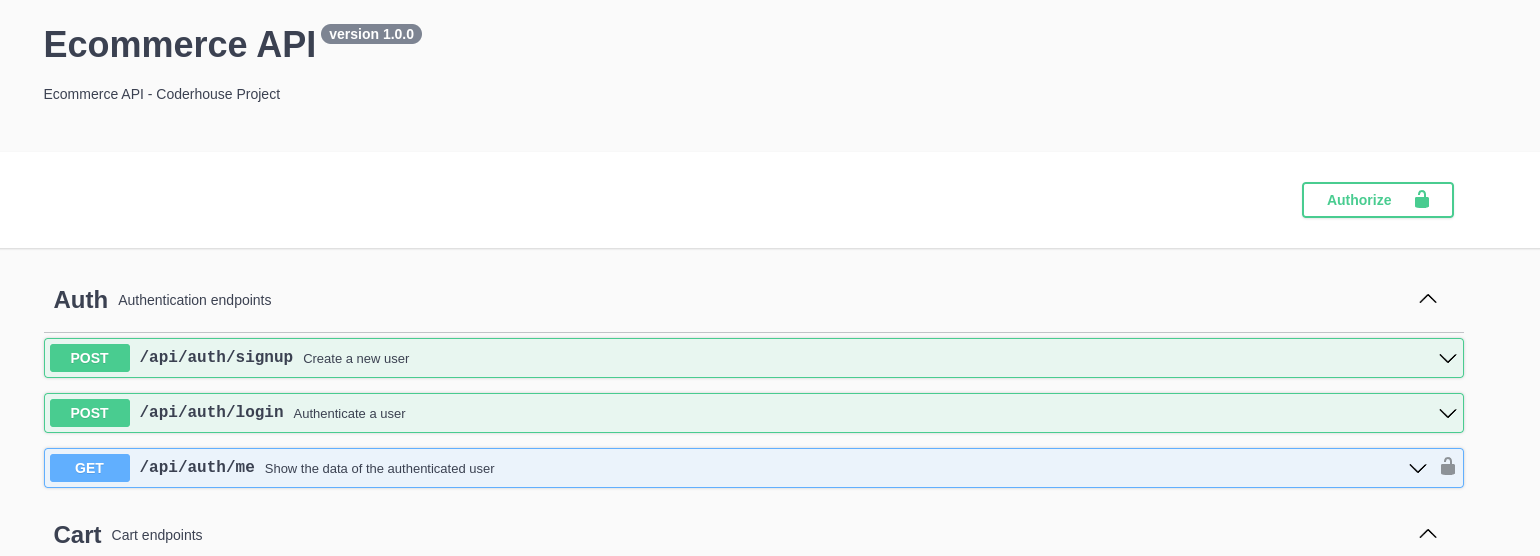 Ecommerce API version 1.0.0
Ecommerce API - Coderhouse Project
Authorize
Auth Authentication endpoints
POST /api/auth/signup Create a new user
POST /api/auth/login Authenticate a user
GET /api/auth/me Show the data of the authenticated user
Cart Cart endpoints